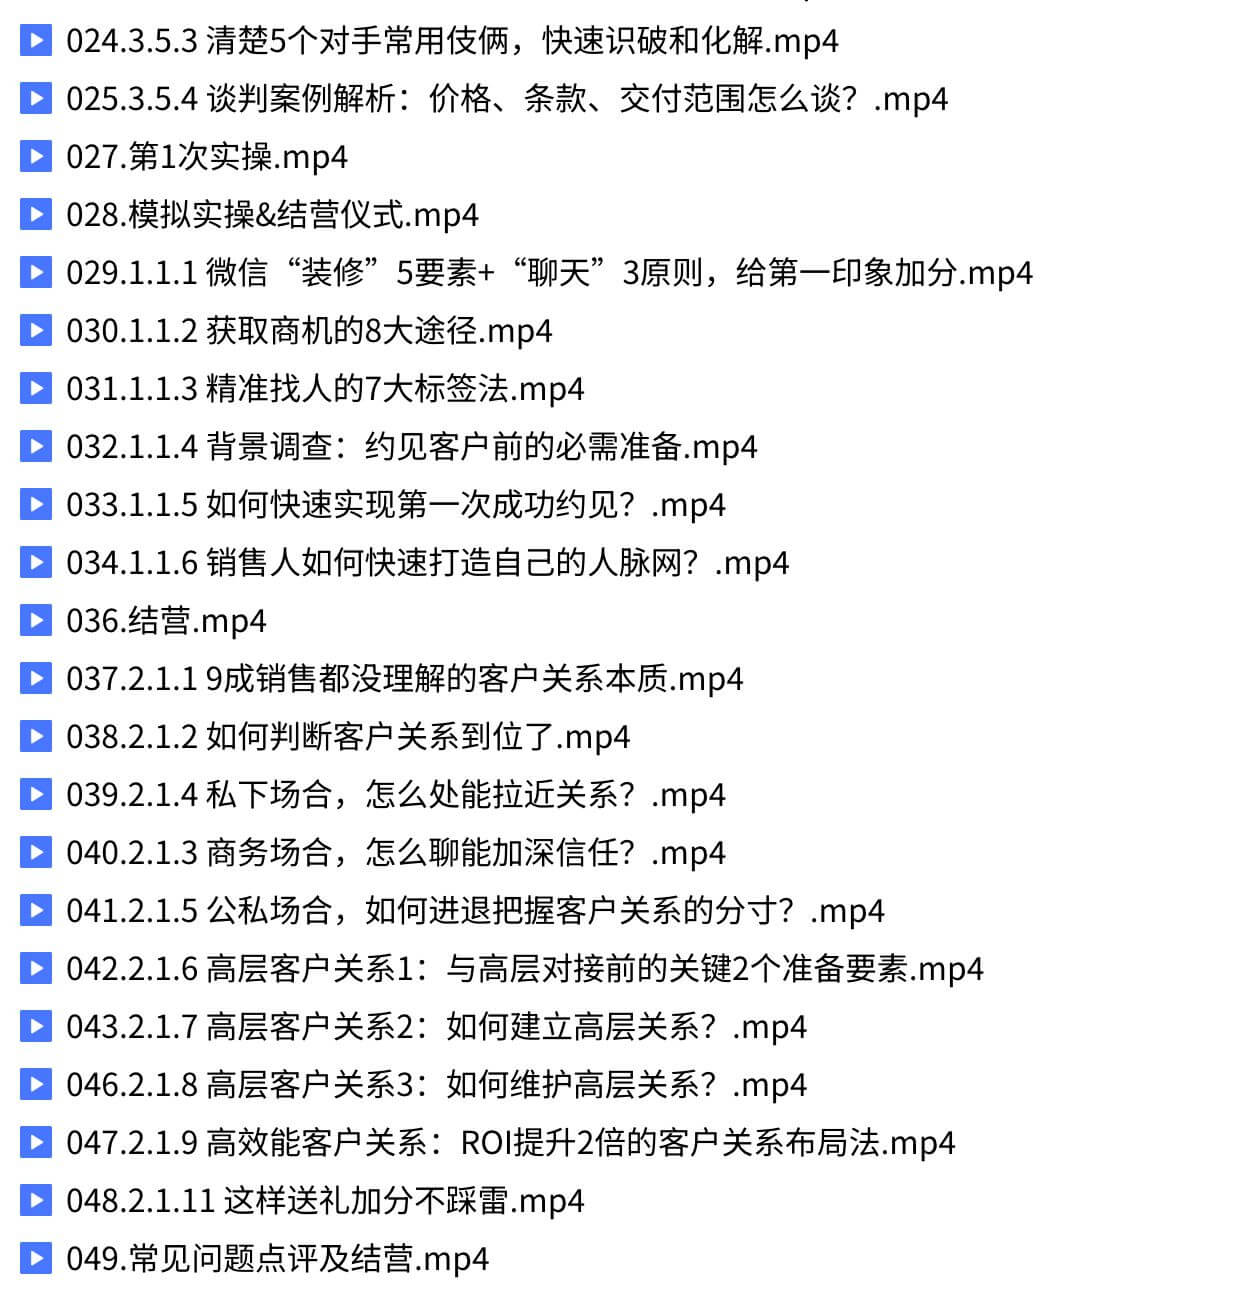 024.3.5.3 清楚5个对手常用伎俩，快速识破和化解.mp4
025.3.5.4 谈判案例解析：价格、条款、交付范围怎么谈？.mp4
027.第1次实操.mp4
028.模拟实操&结营仪式.mp4
029.1.1.1 微信“装修”5要素+“聊天”3原则，给第一印象加分.mp4
030.1.1.2 获取商机的8大途径.mp4
031.1.1.3 精准找人的7大标签法.mp4
032.1.1.4 背景调查：约见客户前的必需准备.mp4
033.1.1.5 如何快速实现第一次成功约见？.mp4
034.1.1.6 销售人如何快速打造自己的人脉网？.mp4
036.结营.mp4
037.2.1.1 9成销售都没理解的客户关系本质.mp4
038.2.1.2 如何判断客户关系到位了.mp4
039.2.1.4 私下场合，怎么处能拉近关系？.mp4
040.2.1.3 商务场合，怎么聊能加深信任？.mp4
041.2.1.5 公私场合，如何进退把握客户关系的分寸？.mp4
042.2.1.6 高层客户关系1：与高层对接前的关键2个准备要素.mp4
043.2.1.7 高层客户关系2：如何建立高层关系？.mp4
046.2.1.8 高层客户关系3：如何维护高层关系？.mp4
047.2.1.9 高效能客户关系：ROI提升2倍的客户关系布局法.mp4
048.2.1.11 这样送礼加分不踩雷.mp4
049.常见问题点评及结营.mp4